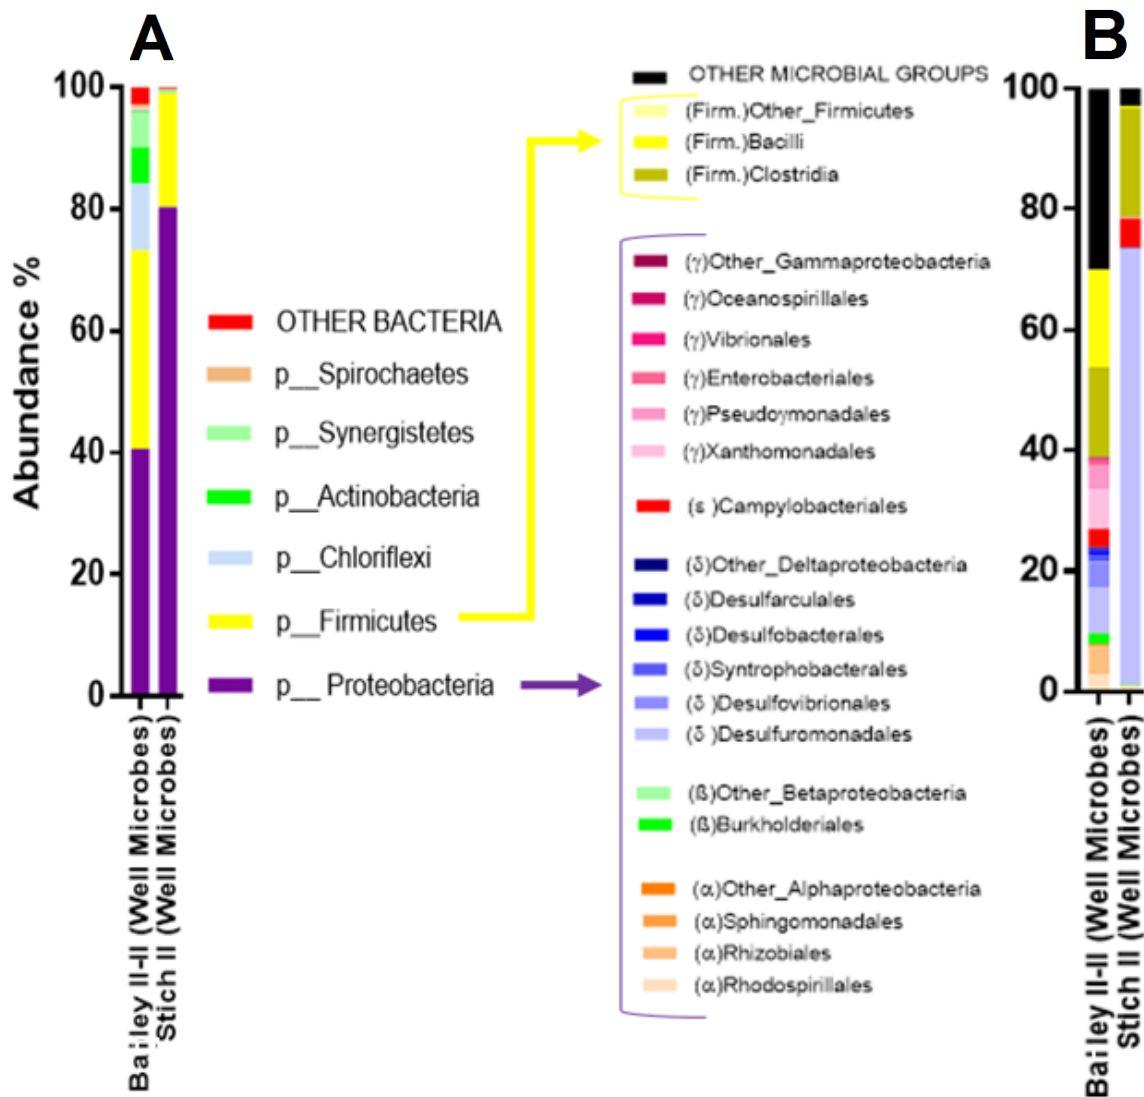 A
B
100
80
60
40
20
0
Abundance %
Bailey II-II (Well Microbes)
Stich II (Well Microbes)
OTHER BACTERIA
p__Spirochaetes
p__Synergistetes
p__Actinobacteria
p__Chloriflexi
p__Firmicutes
p__ Proteobacteria
OTHER MICROBIAL GROUPS
(Firm.)Other_Firmicutes
(Firm.)Bacilli
(Firm.)Clostridia
(γ)Other_Gammaproteobacteria
(γ)Oceanospirillales
(γ)Vibrionales
(γ)Enterobacteriales
(γ)Pseudoγmonadales
(γ)Xanthomonadales
(ε )Campylobacteriales
(δ)Other_Deltaproteobacteria
(δ)Desulfarculales
(δ)Desulfobacterales
(δ)Syntrophobacterales
(δ )Desulfovibrionales
(δ )Desulfuromonadales
(ß)Other_Betaproteobacteria
(ß)Burkholderiales
(α)Other_Alphaproteobacteria
(α)Sphingomonadales
(α)Rhizobiales
(α)Rhodospirillales
100
80
60
40
20
0
Bailey II-II (Well Microbes)
Stich II (Well Microbes)